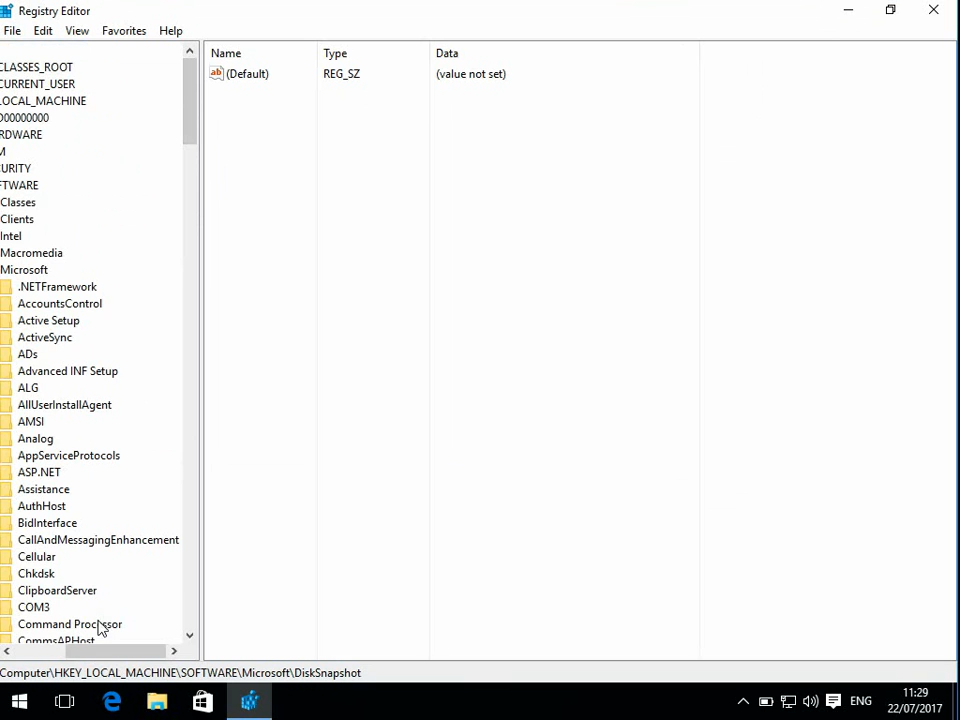 Registry Editor
File Edit View Favorites Help
Name Type Data
(Default) REG_SZ (value not set)
CLASSES_ROOT
CURRENT_USER
LOCAL_MACHINE
D00000000
RDWARE
M
CURITY
FTWARE
Classes
Clients
Intel
Macromedia
Microsoft
.NETFramework
AccountsControl
Active Setup
ActiveSync
ADs
Advanced INF Setup
ALG
AllUserInstallAgent
AMSI
Analog
AppServiceProtocols
ASP.NET
Assistance
AuthHost
BidInterface
CallAndMessagingEnhancement
Cellular
Chkdsk
ClipboardServer
COM3
Command Processor
CommsAPHost
Computer\HKEY_LOCAL_MACHINE\SOFTWARE\Microsoft\DiskSnapshot
ENG
11:29
22/07/2017